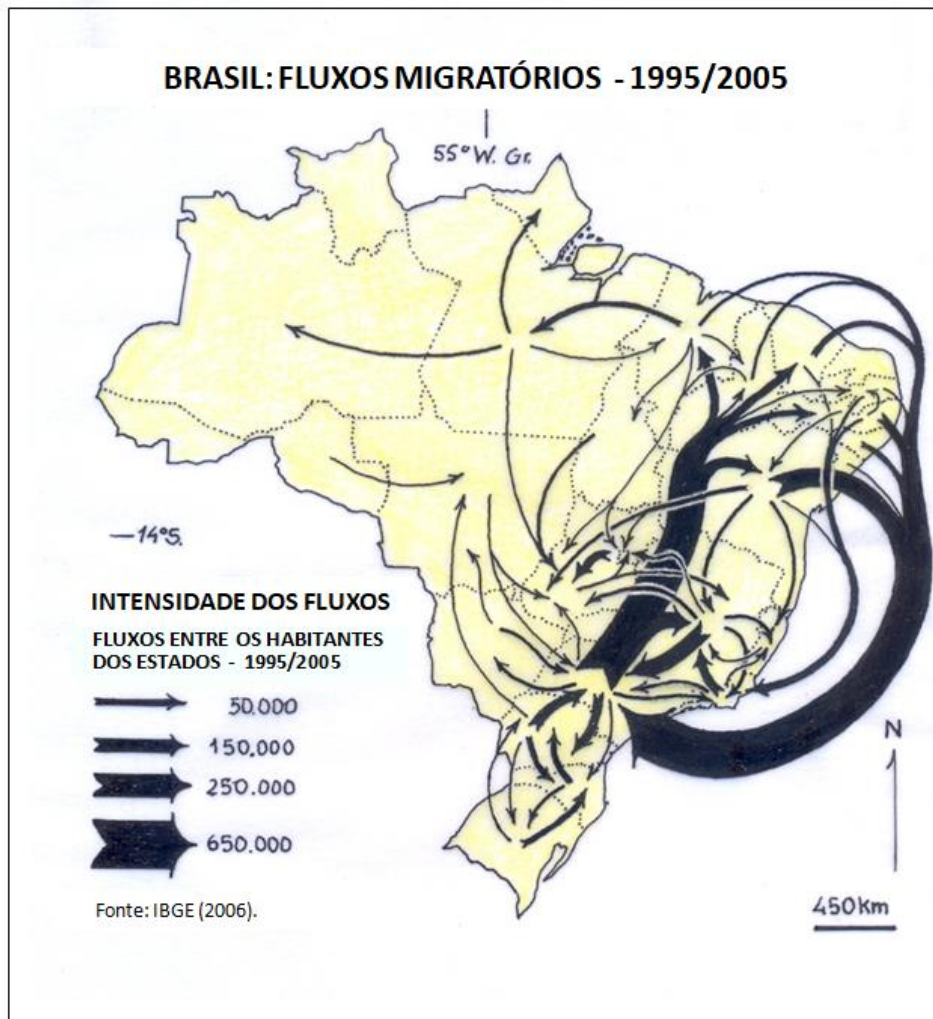 BRASIL: FLUXOS MIGRATÓRIOS - 1995/2005
55° W. Gr.
—14°S.
INTENSIDADE DOS FLUXOS
FLUXOS ENTRE OS HABITANTES
DOS ESTADOS - 1995/2005
50.000
150.000
250.000
650.000
Fonte: IBGE (2006).
N
450Km